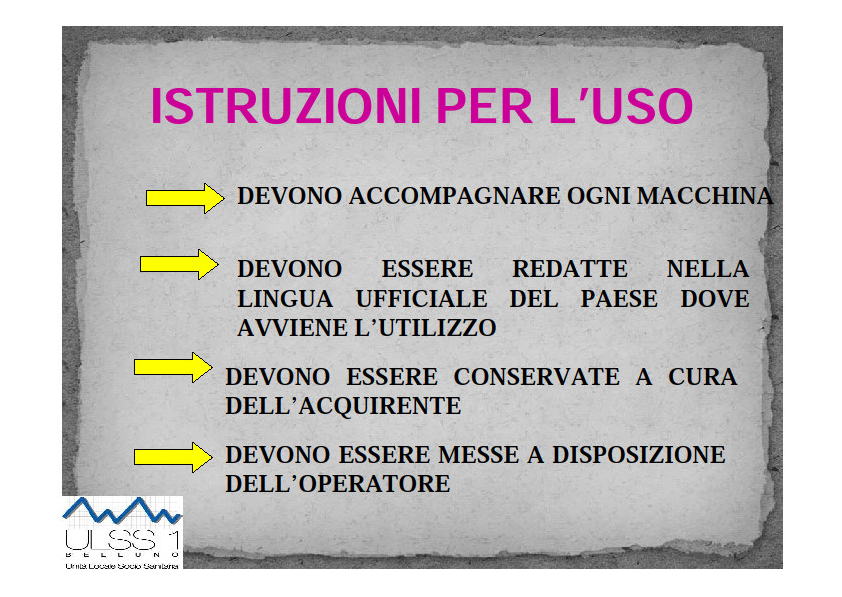 ISTRUZIONI PER L'USO
DEVONO ACCOMPAGNARE OGNI MACCHINA
DEVONO ESSERE REDATTE NELLA
LINGUA UFFICIALE DEL PAESE DOVE
AVVIENE L'UTILIZZO
DEVONO ESSERE CONSERVATE A CURA
DELL'ACQUIRENTE
DEVONO ESSERE MESSE A DISPOSIZIONE
DELL'OPERATORE
ULSS 1
BELLUNO
Unità Locale Socio Sanitaria